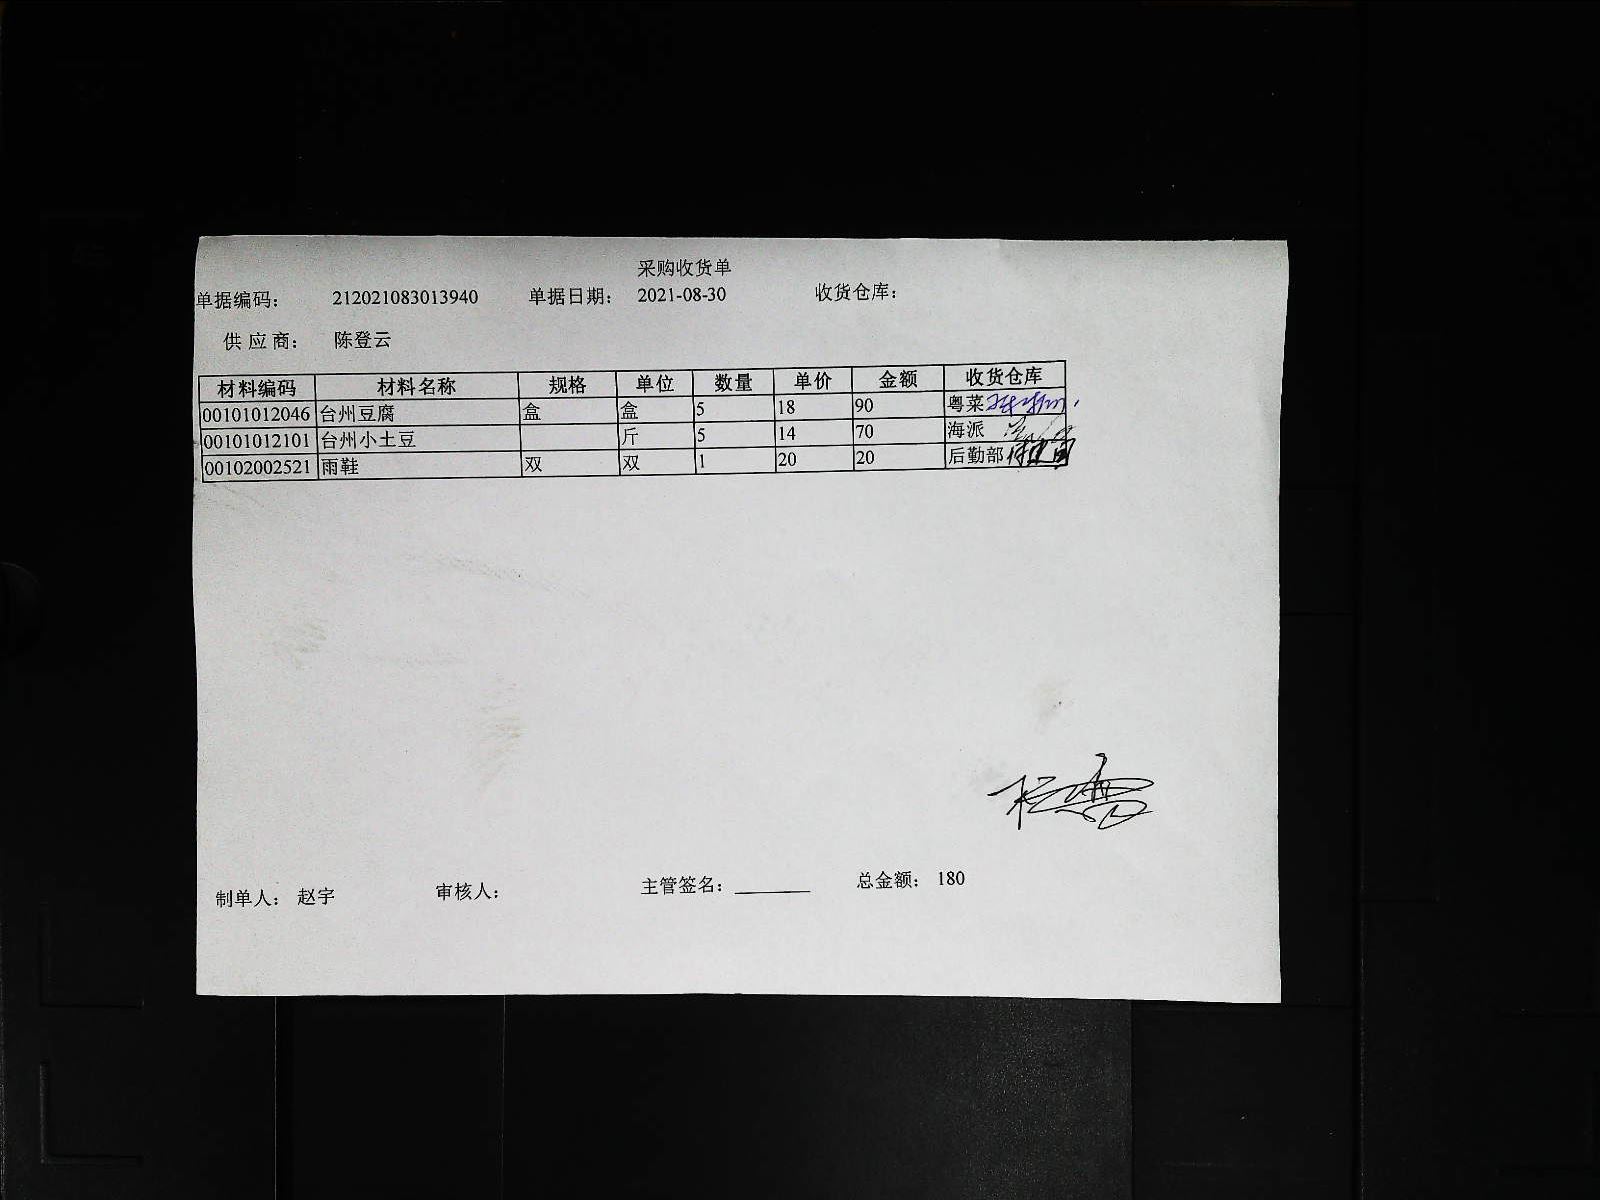 采购收货单
单据编码： 212021083013940 单据日期： 2021-08-30 收货仓库：
供 应 商： 陈登云
材料编码 材料名称 规格 单位 数量 单价 金额 收货仓库
00101012046 台州豆腐 盒 盒 5 18 90 粤菜
00101012101 台州小土豆 斤 5 14 70 海派
00102002521 雨鞋 双 双 1 20 20 后勤部
制单人： 赵宇 审核人： 主管签名： 总金额： 180